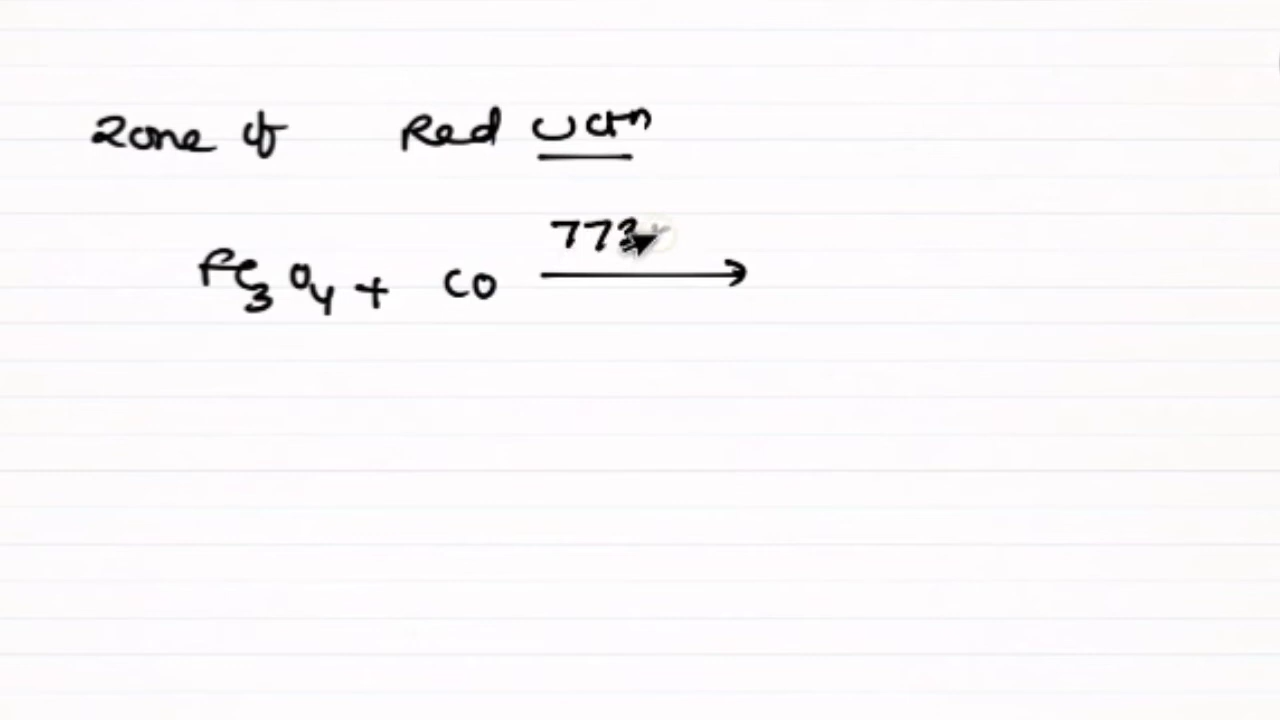 Zone of Reduction
Fe₃O₄ + CO 773 →